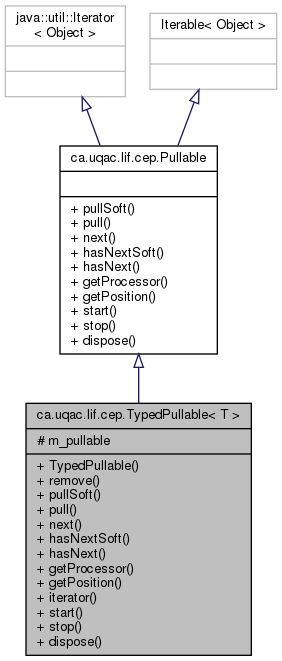 java::util::Iterator
< Object >
Iterable< Object >
ca.uqac.lif.cep.Pullable
+ pullSoft()
+ pull()
+ next()
+ hasNextSoft()
+ hasNext()
+ getProcessor()
+ getPosition()
+ start()
+ stop()
+ dispose()
ca.uqac.lif.cep.TypedPullable< T >
# m_pullable
+ TypedPullable()
+ remove()
+ pullSoft()
+ pull()
+ next()
+ hasNextSoft()
+ hasNext()
+ getProcessor()
+ getPosition()
+ iterator()
+ start()
+ stop()
+ dispose()